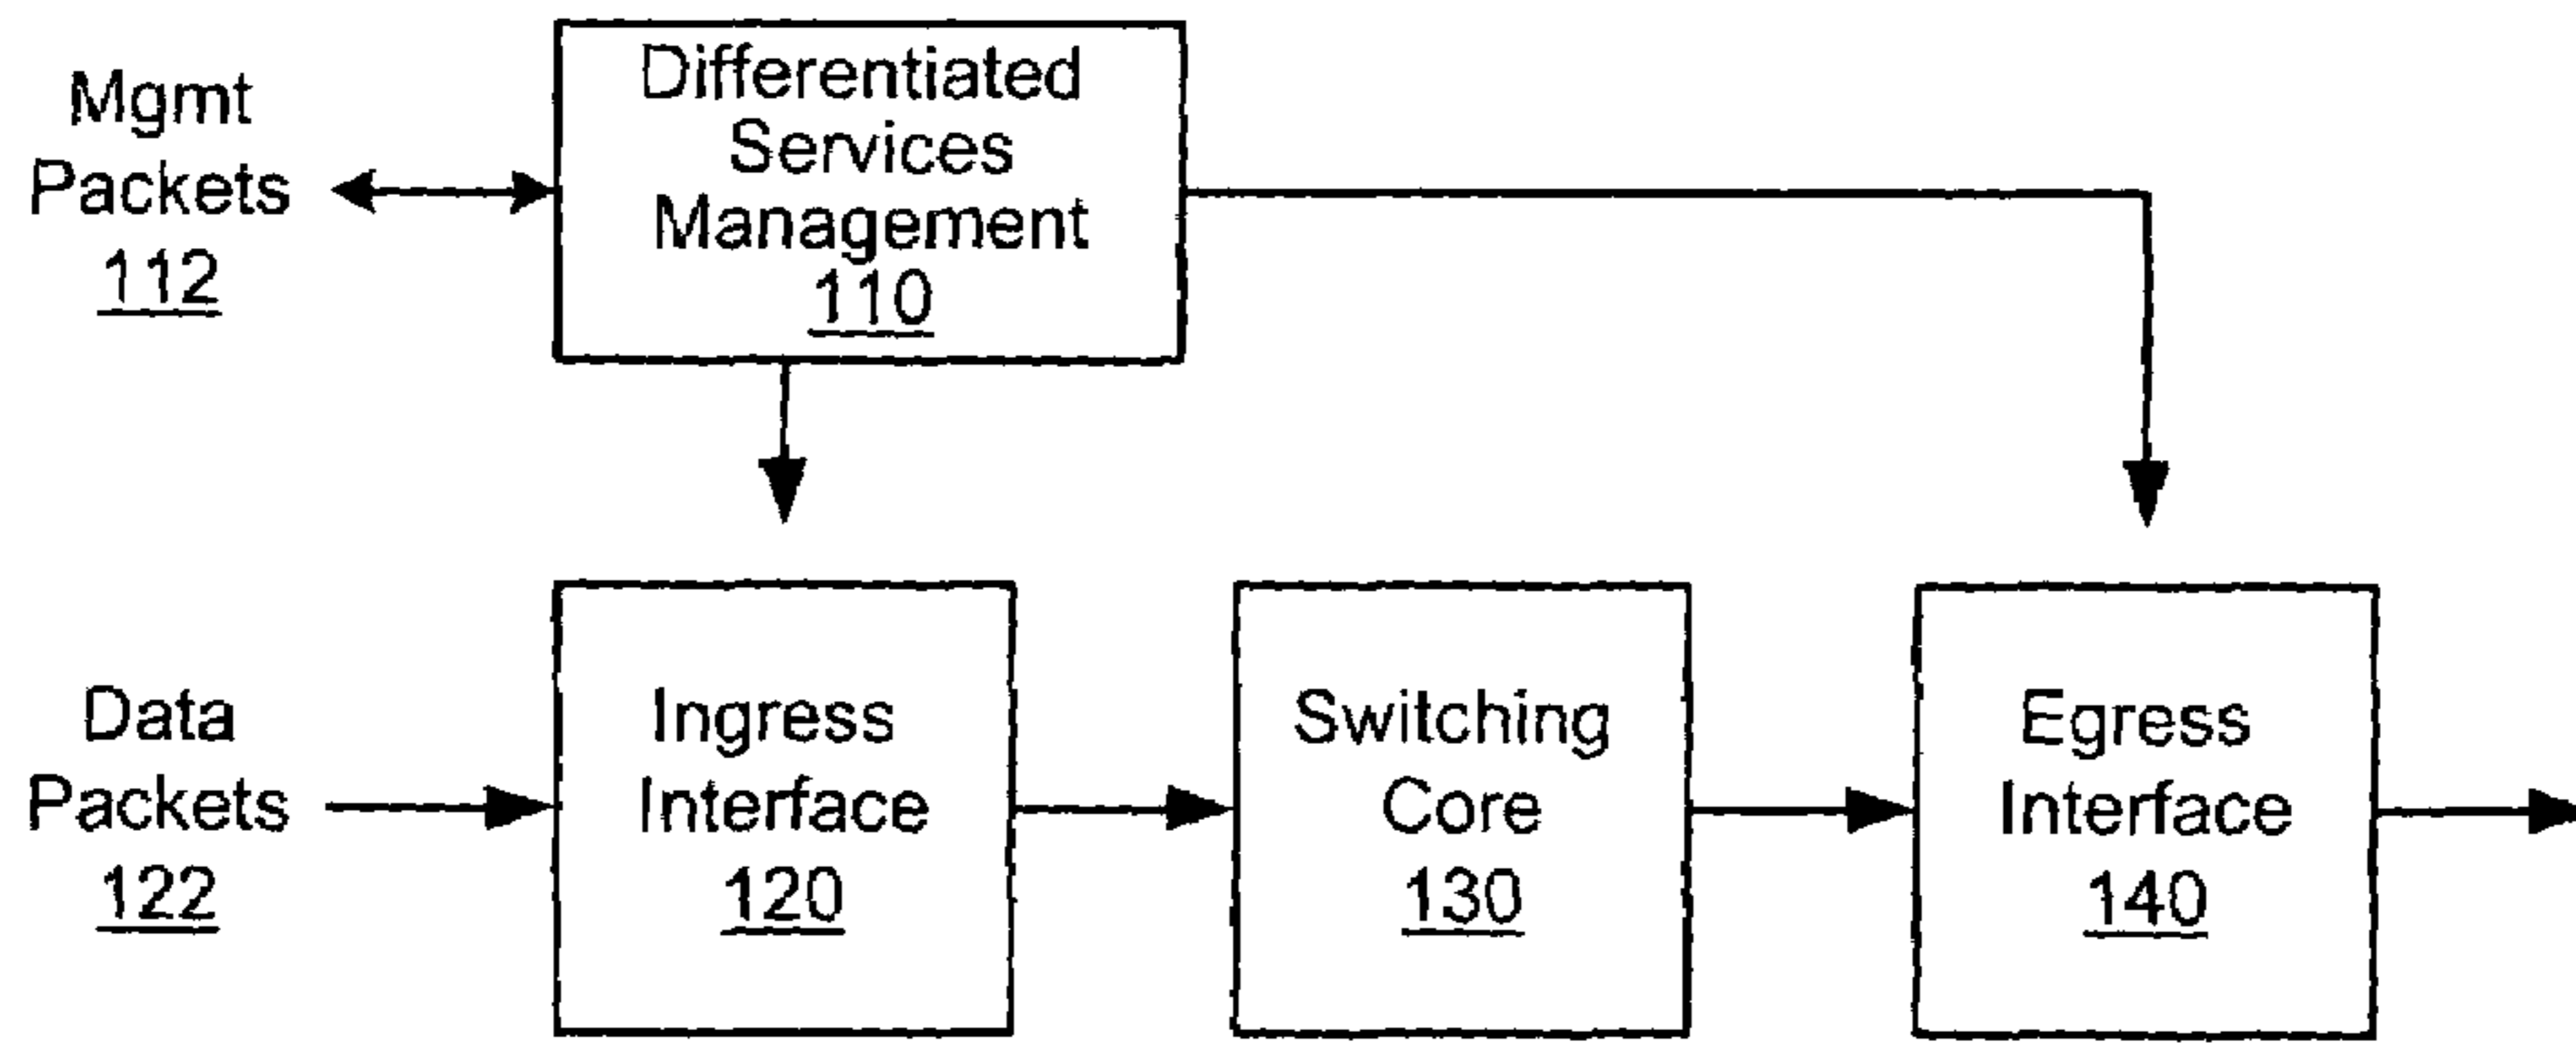 Mgmt
Packets
112
Differentiated
Services
Management
110
Data
Packets
122
Ingress
Interface
120
Switching
Core
130
Egress
Interface
140